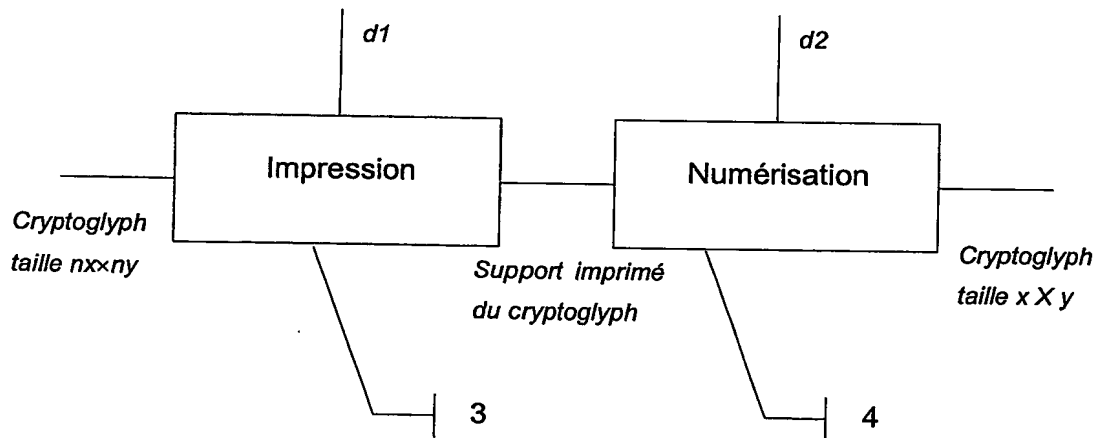 d1
d2
Impression
Numérisation
Cryptoglyph
taille nx×ny
Support imprimé
du cryptoglyph
Cryptoglyph
taille x X y
3
4